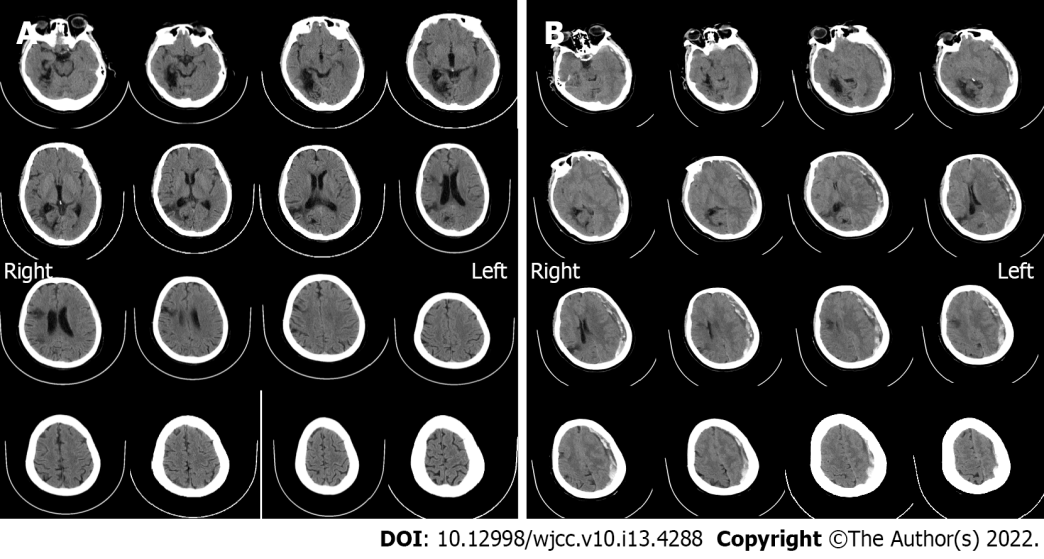 A B
Right Left Right Left
DOI: 10.12998/wjcc.v10.i13.4288 Copyright ©The Author(s) 2022.